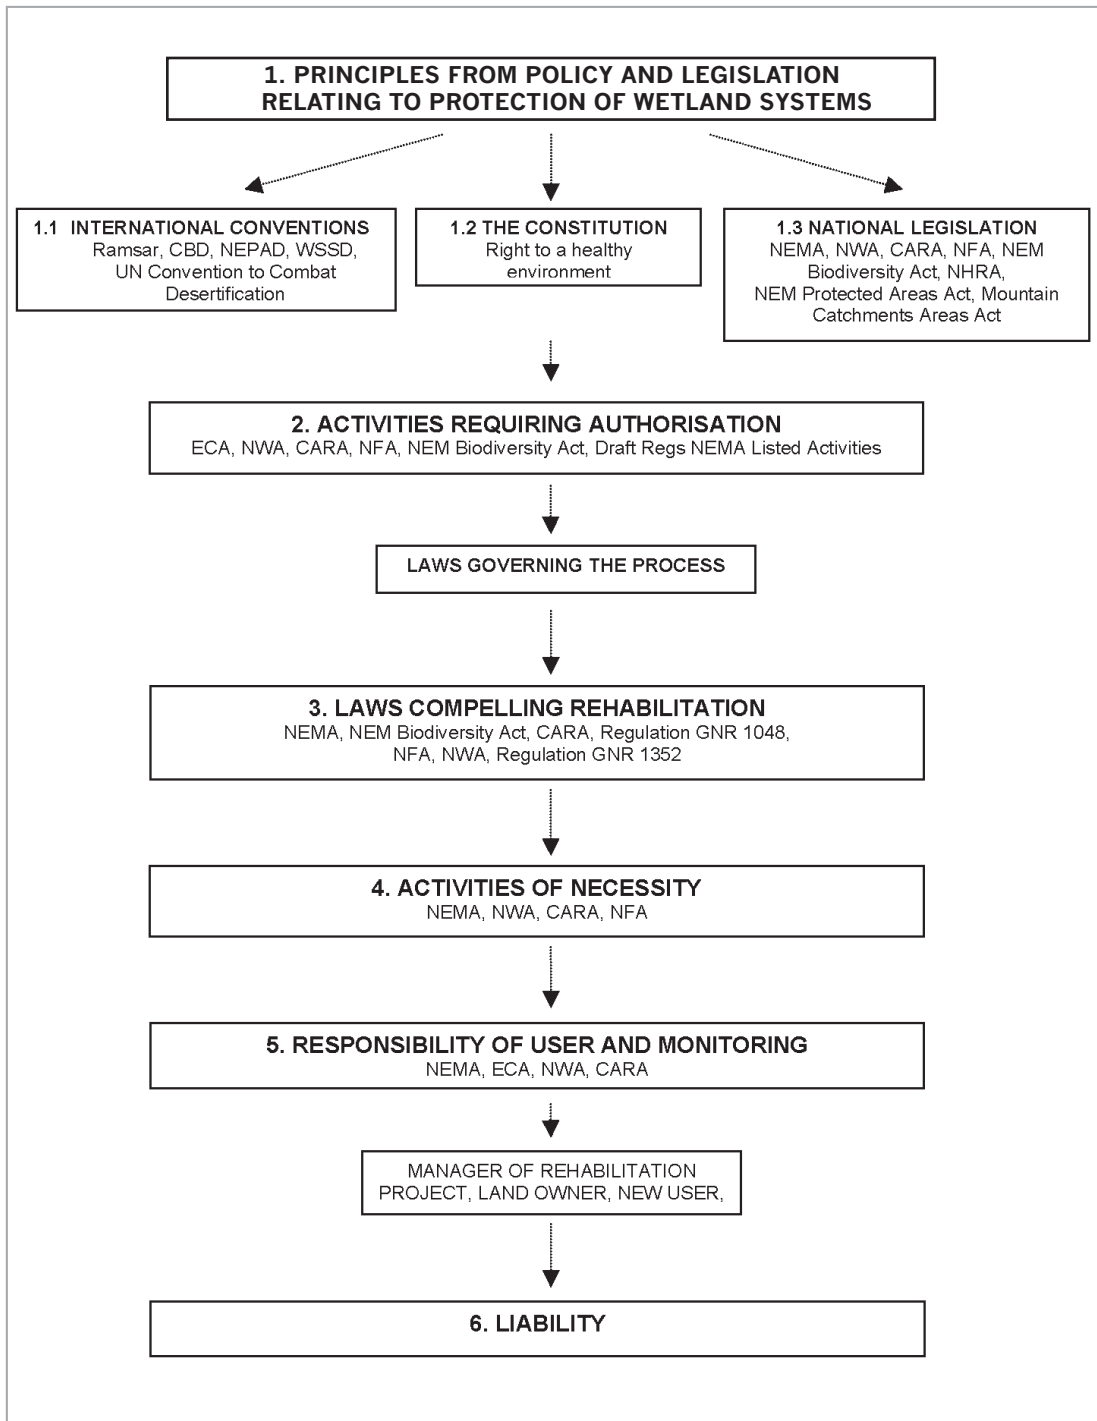 1. PRINCIPLES FROM POLICY AND LEGISLATION
RELATING TO PROTECTION OF WETLAND SYSTEMS
1.1 INTERNATIONAL CONVENTIONS
Ramsar, CBD, NEPAD, WSSD,
UN Convention to Combat
Desertification
1.2 THE CONSTITUTION
Right to a healthy
environment
1.3 NATIONAL LEGISLATION
NEMA, NWA, CARA, NFA, NEM
Biodiversity Act, NHRA,
NEM Protected Areas Act, Mountain
Catchments Areas Act
2. ACTIVITIES REQUIRING AUTHORISATION
ECA, NWA, CARA, NFA, NEM Biodiversity Act, Draft Regs NEMA Listed Activities
LAWS GOVERNING THE PROCESS
3. LAWS COMPELLING REHABILITATION
NEMA, NEM Biodiversity Act, CARA, Regulation GNR 1048,
NFA, NWA, Regulation GNR 1352
4. ACTIVITIES OF NECESSITY
NEMA, NWA, CARA, NFA
5. RESPONSIBILITY OF USER AND MONITORING
NEMA, ECA, NWA, CARA
MANAGER OF REHABILITATION
PROJECT, LAND OWNER, NEW USER,
6. LIABILITY